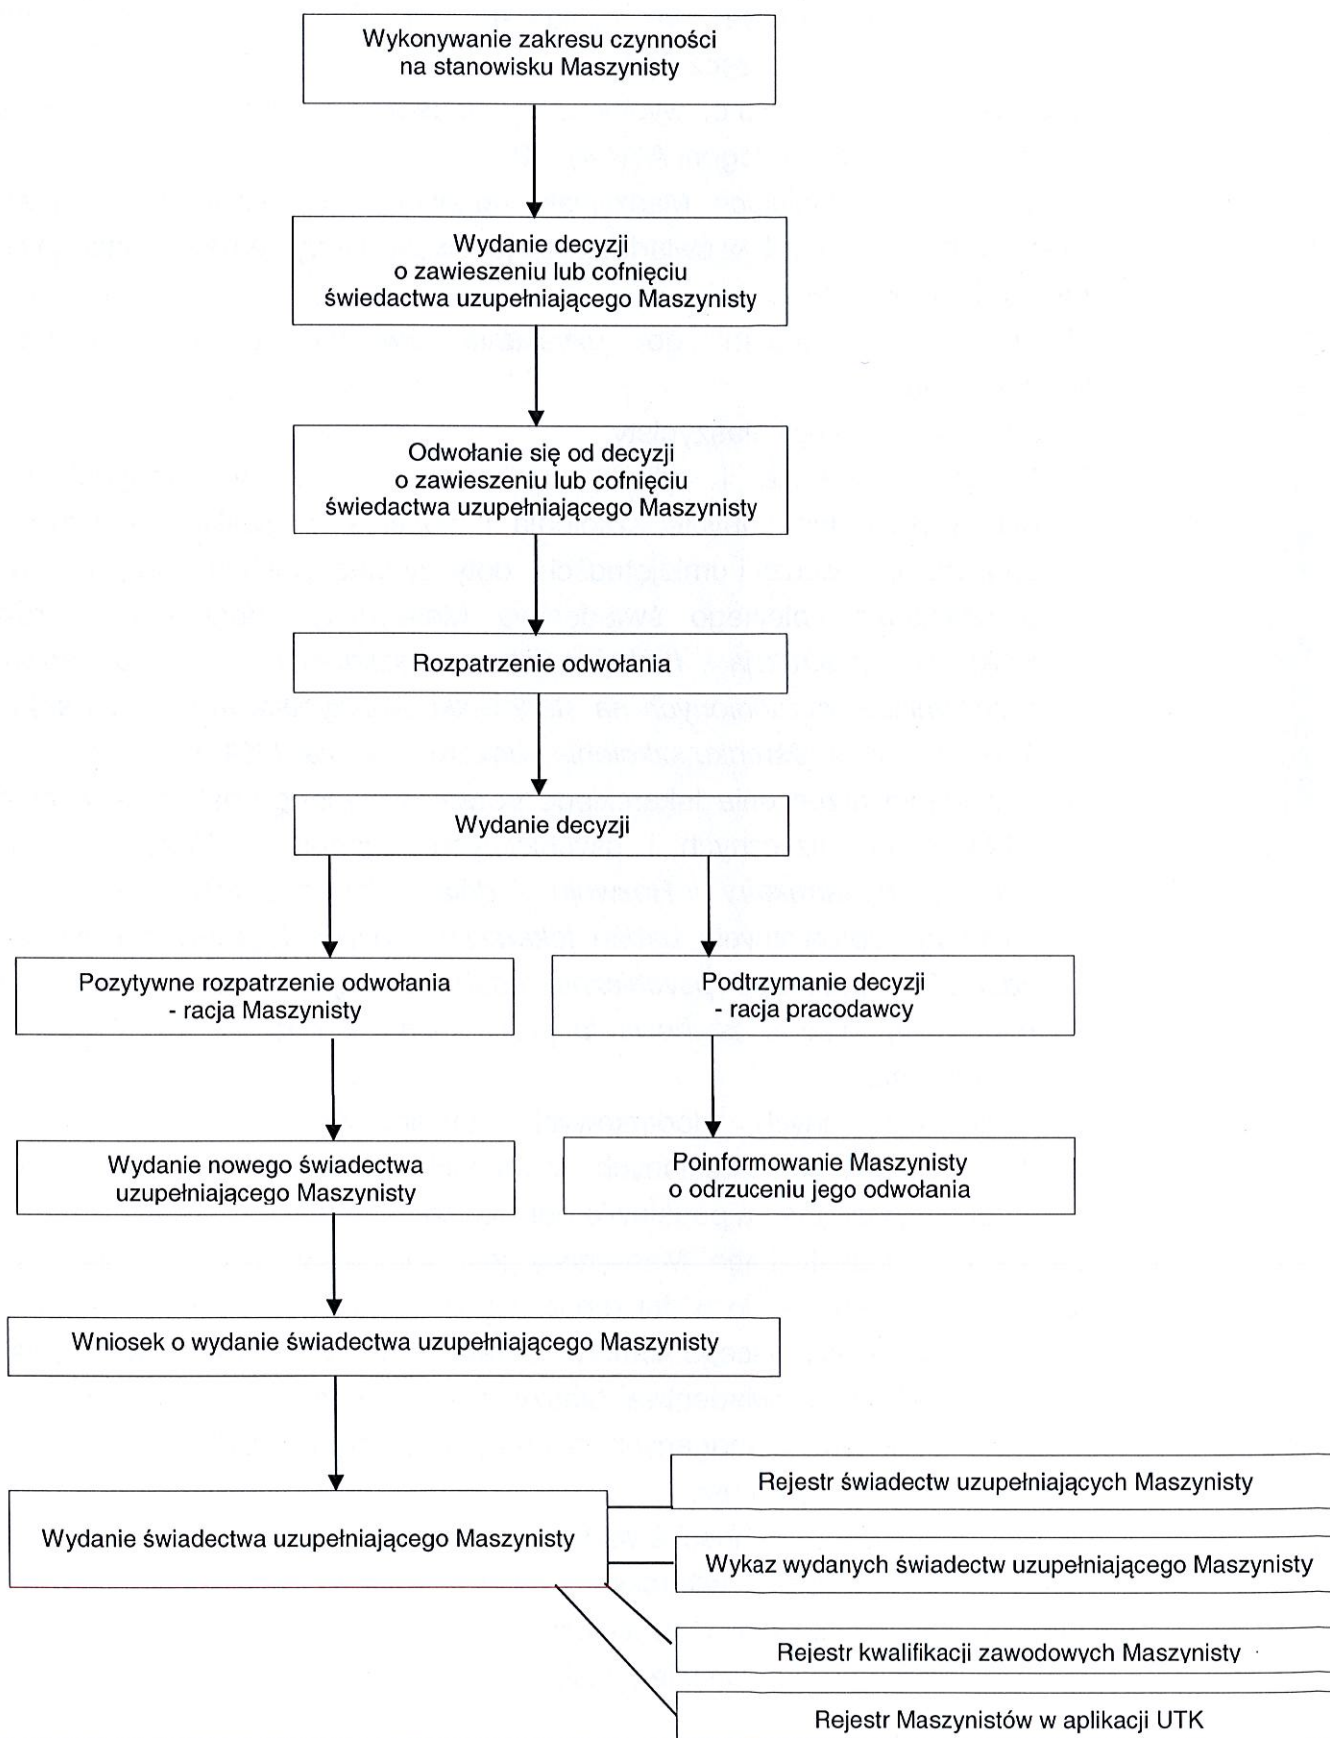 Wykonywanie zakresu czynności
na stanowisku Maszynisty
Wydanie decyzji
o zawieszeniu lub cofnięciu
świedactwa uzupełniającego Maszynisty
Odwołanie się od decyzji
o zawieszeniu lub cofnięciu
świedactwa uzupełniającego Maszynisty
Rozpatrzenie odwołania
Wydanie decyzji
Pozytywne rozpatrzenie odwołania
- racja Maszynisty
Podtrzymanie decyzji
- racja pracodawcy
Wydanie nowego świadectwa
uzupełniającego Maszynisty
Poinformowanie Maszynisty
o odrzuceniu jego odwołania
Wniosek o wydanie świadectwa uzupełniającego Maszynisty
Wydanie świadectwa uzupełniającego Maszynisty
Rejestr świadectw uzupełniających Maszynisty
Wykaz wydanych świadectw uzupełniającego Maszynisty
Rejestr kwalifikacji zawodowych Maszynisty
Rejestr Maszynistów w aplikacji UTK